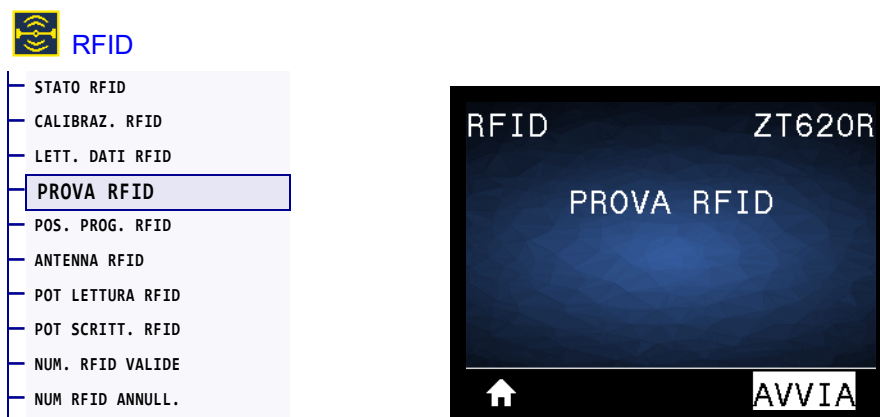 RFID
STATO RFID
CALIBRAZ. RFID
LETT. DATI RFID
PROVA RFID
POS. PROG. RFID
ANTENNA RFID
POT LETTURA RFID
POT SCRITT. RFID
NUM. RFID VALIDE
NUM RFID ANNULL.
RFID ZT620R
PROVA RFID
AVVIA